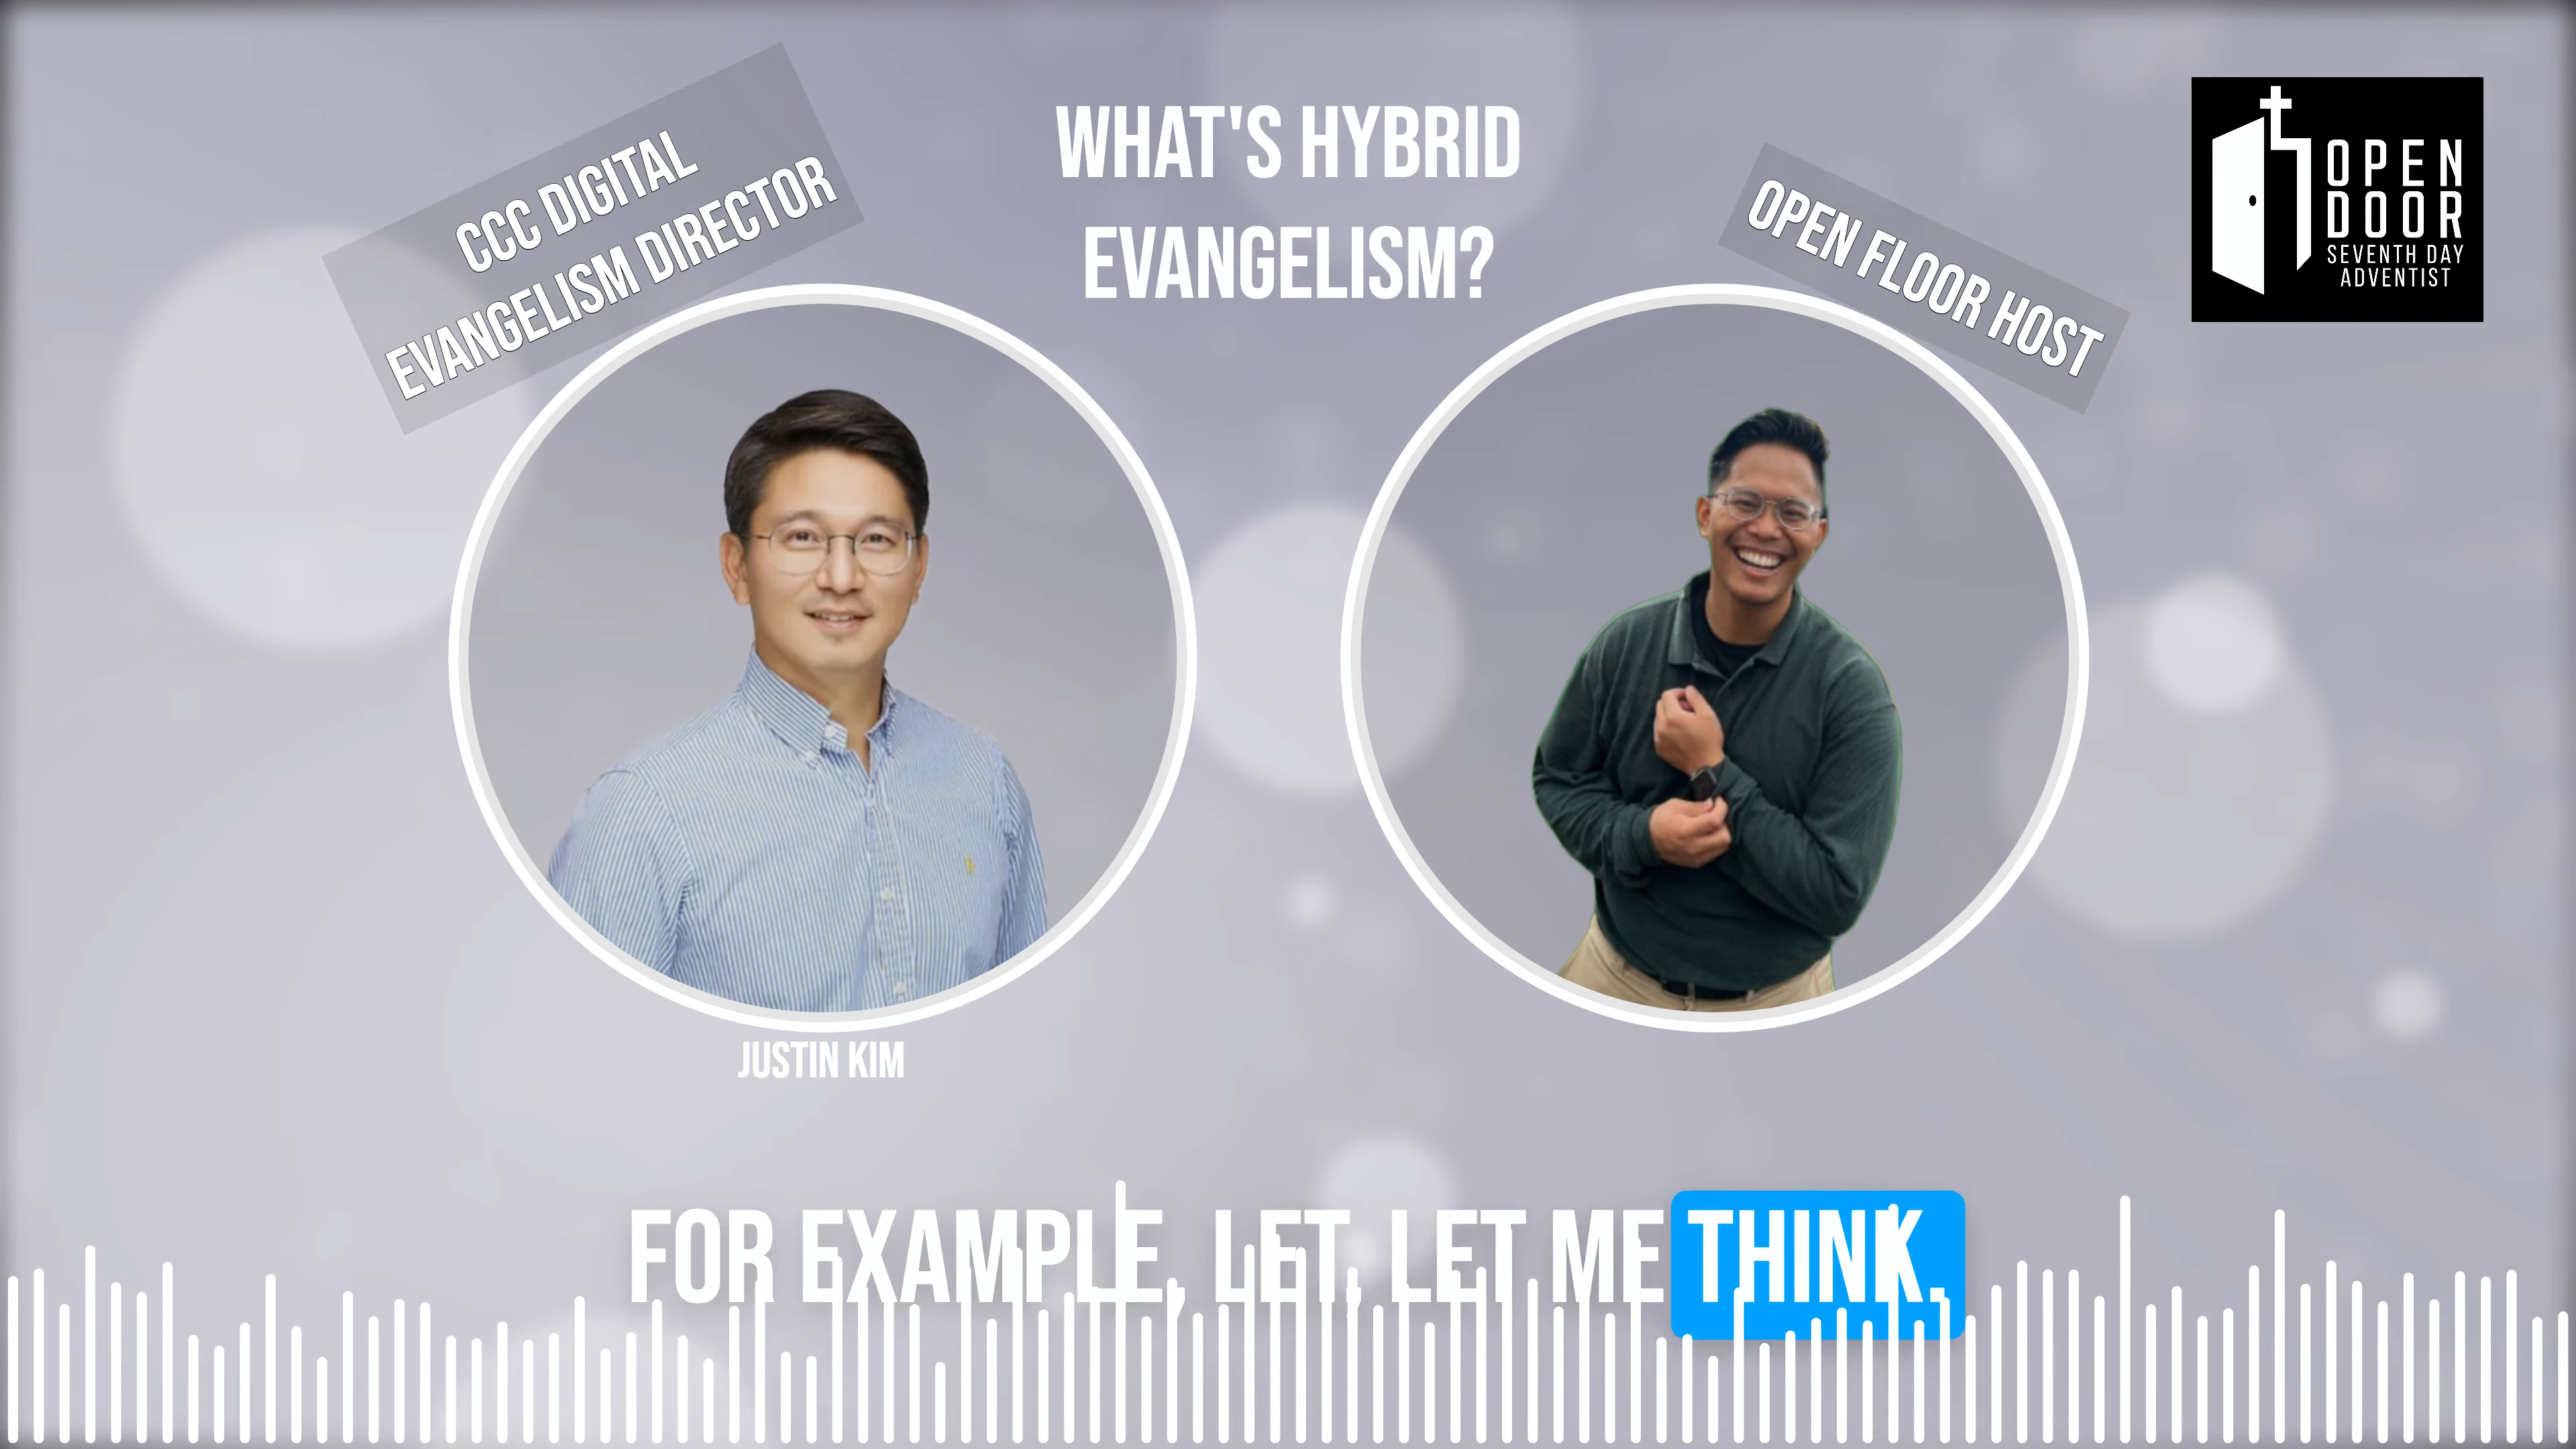 CCC DIGITAL
EVANGELISM DIRECTOR
WHAT'S HYBRID
EVANGELISM?
OPEN FLOOR HOST
OPEN
DOOR
SEVENTH DAY
ADVENTIST
JUSTIN KIM
FOR EXAMPLE, LET, LET ME THINK.